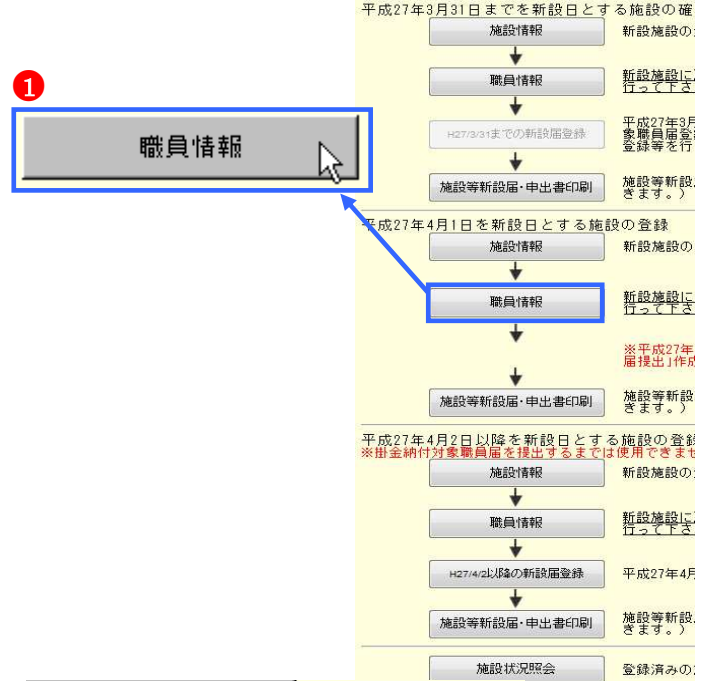 平成27年3月31日までを新設日とする施設の確
施設情報
新設施設の
1
職員情報
職員情報
新設施設に
行って下さ
H27/3/31までの新設届登録
平成27年3月
象職員届登
登録等を行
施設等新設届・申出書印刷
施設等新設
きます。）
平成27年4月1日を新設日とする施設の登録
施設情報
新設施設の
職員情報
新設施設に
行って下さ
※平成27年
届提出」作成
施設等新設届・申出書印刷
施設等新設
きます。）
平成27年4月2日以降を新設日とする施設の登録
※掛金納付対象職員届を提出するまでは使用できませ
施設情報
新設施設の
職員情報
新設施設に
行って下さ
H27/4/2以降の新設届登録
平成27年4月
施設等新設届・申出書印刷
施設等新設
きます。）
施設状況照会
登録済みの